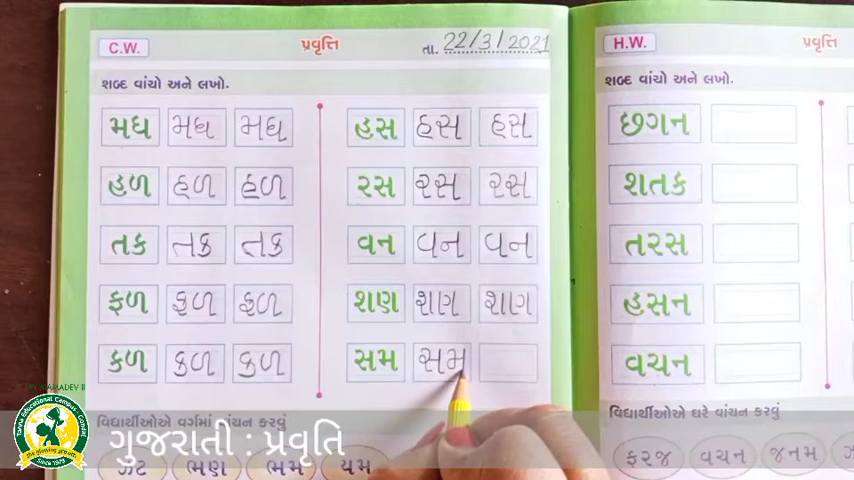 C.W. પ્રવૃત્તિ તા. 22/3/2021
શબ્દ વાંચો અને લખો.
મધ મધ મધ
હળ હળ હળ
તક તક તક
ફળ ફળ ફળ
કળ કળ કળ
હસ હસ હસ
રસ રસ રસ
વન વન વન
શણ શણ શણ
સમ સમ
વિદ્યાર્થીઓએ વર્ગમાં વાંચન કરવું
ઝટ ભણ ભમ યમ
H.W. પ્રવૃત્તિ
શબ્દ વાંચો અને લખો.
છગન
શતક
તરસ
હસન
વચન
વિદ્યાર્થીઓએ ઘરે વાંચન કરવું
ફરજ વચન જનમ
ગુજરાતી : પ્રવૃતિ
Since 1973